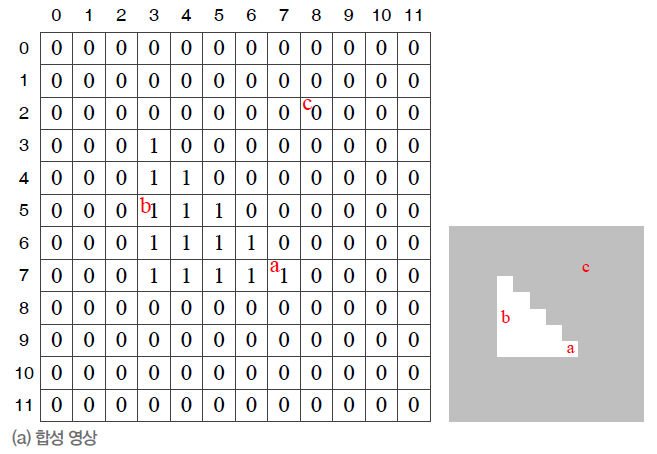 0 1 2 3 4 5 6 7 8 9 10 11
0 0 0 0 0 0 0 0 0 0 0 0 0
1 0 0 0 0 0 0 0 0 0 0 0 0
c
2 0 0 0 0 0 0 0 0 0 0 0 0
3 0 0 0 1 0 0 0 0 0 0 0 0
4 0 0 0 1 1 0 0 0 0 0 0 0
5 0 0 0 b1 1 1 0 0 0 0 0 0
6 0 0 0 1 1 1 1 0 0 0 0 0
a
7 0 0 0 1 1 1 1 1 0 0 0 0
8 0 0 0 0 0 0 0 0 0 0 0 0
9 0 0 0 0 0 0 0 0 0 0 0 0
10 0 0 0 0 0 0 0 0 0 0 0 0
11 0 0 0 0 0 0 0 0 0 0 0 0
c
b
a
(a) 합성 영상